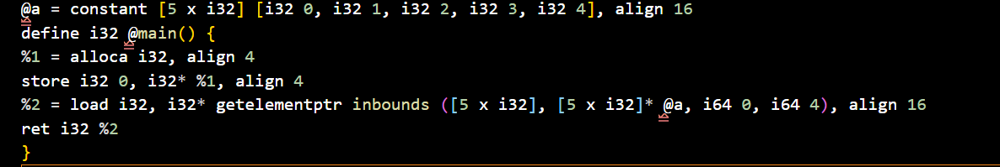 @a = constant [5 x i32] [i32 0, i32 1, i32 2, i32 3, i32 4], align 16
define i32 @main() {
%1 = alloca i32, align 4
store i32 0, i32* %1, align 4
%2 = load i32, i32* getelementptr inbounds ([5 x i32], [5 x i32]* @a, i64 0, i64 4), align 16
ret i32 %2
}